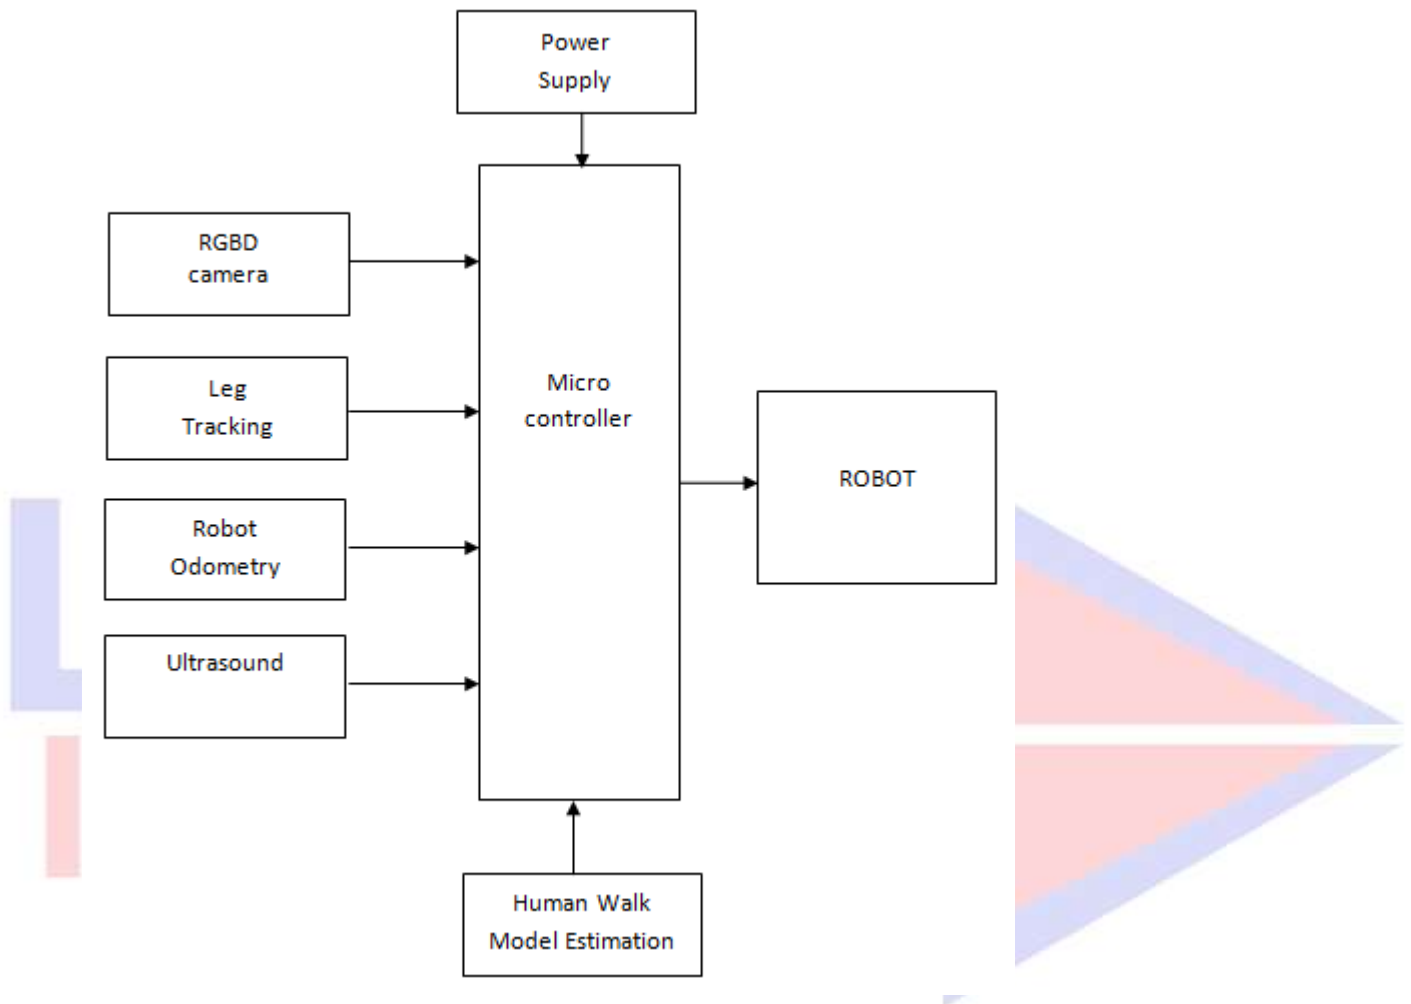 Power
Supply
RGBD
camera
Leg
Tracking
Micro
controller
Robot
Odometry
ROBOT
Ultrasound
Human Walk
Model Estimation